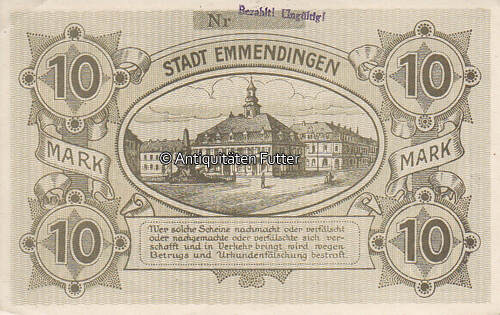 Bezahlt! Ungültig!
Nr
STADT EMMENDINGEN
10 10
MARK MARK
© Antiquitäten Futter
Wer solche Scheine nachmacht oder verfälscht
oder nachgemachte oder verfälschte sich ver-
schafft und in Verkehr bringt wird wegen
Betrugs und Urkundenfälschung bestraft.
10 10